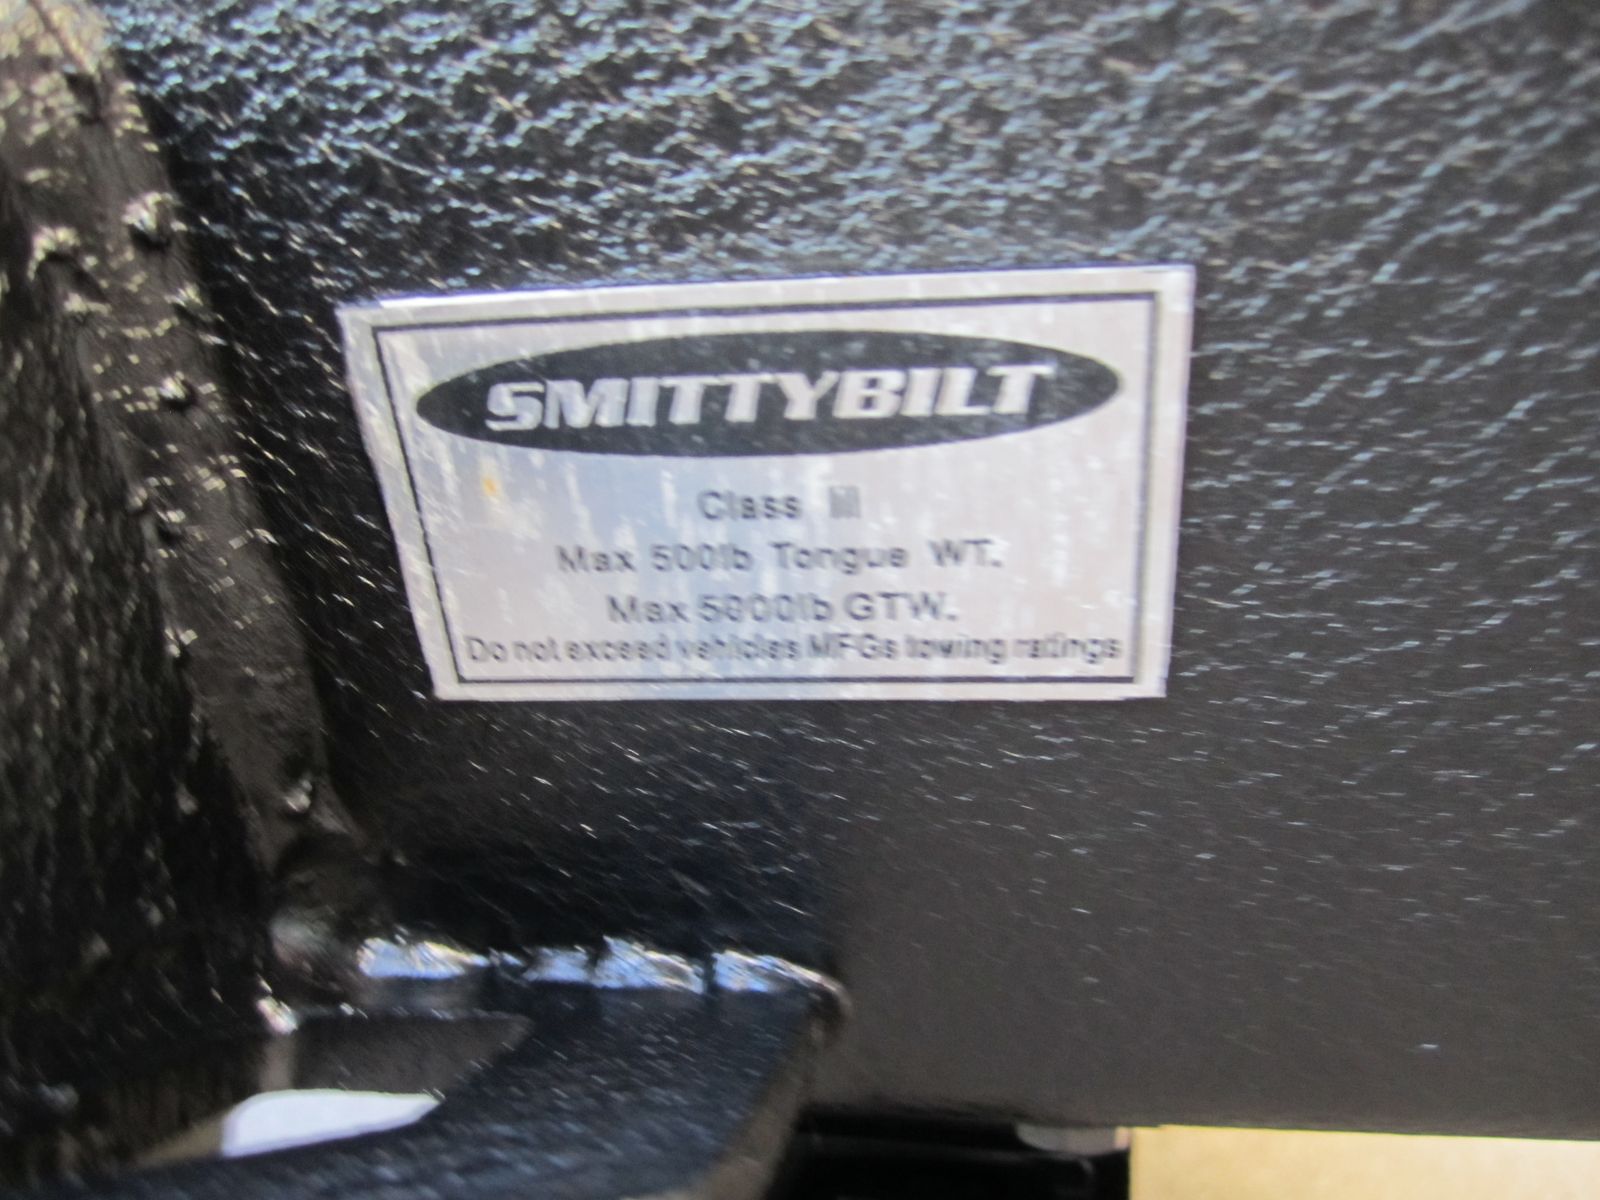 SMITTYBILT
Class III
Max 500lb Tongue WT.
Max 5000lb GTW.
Do not exceed vehicles MFGs towing ratings